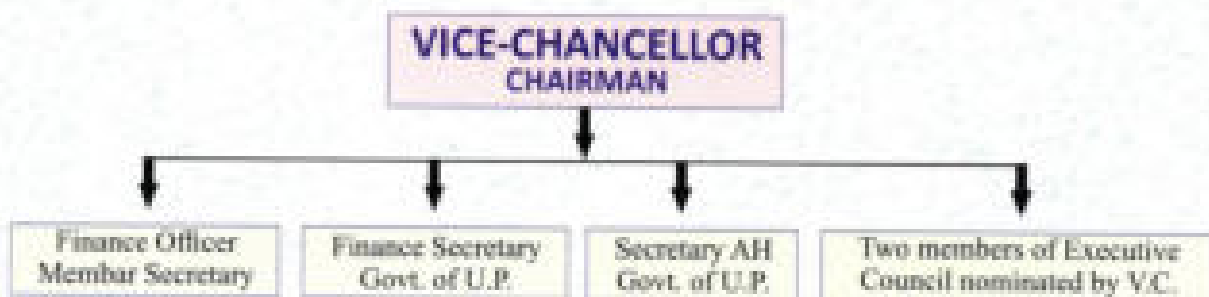 VICE-CHANCELLOR
CHAIRMAN
Finance Officer
Membar Secretary
Finance Secretary
Govt. of U.P.
Secretary AH
Govt. of U.P.
Two members of Executive
Council nominated by V.C.